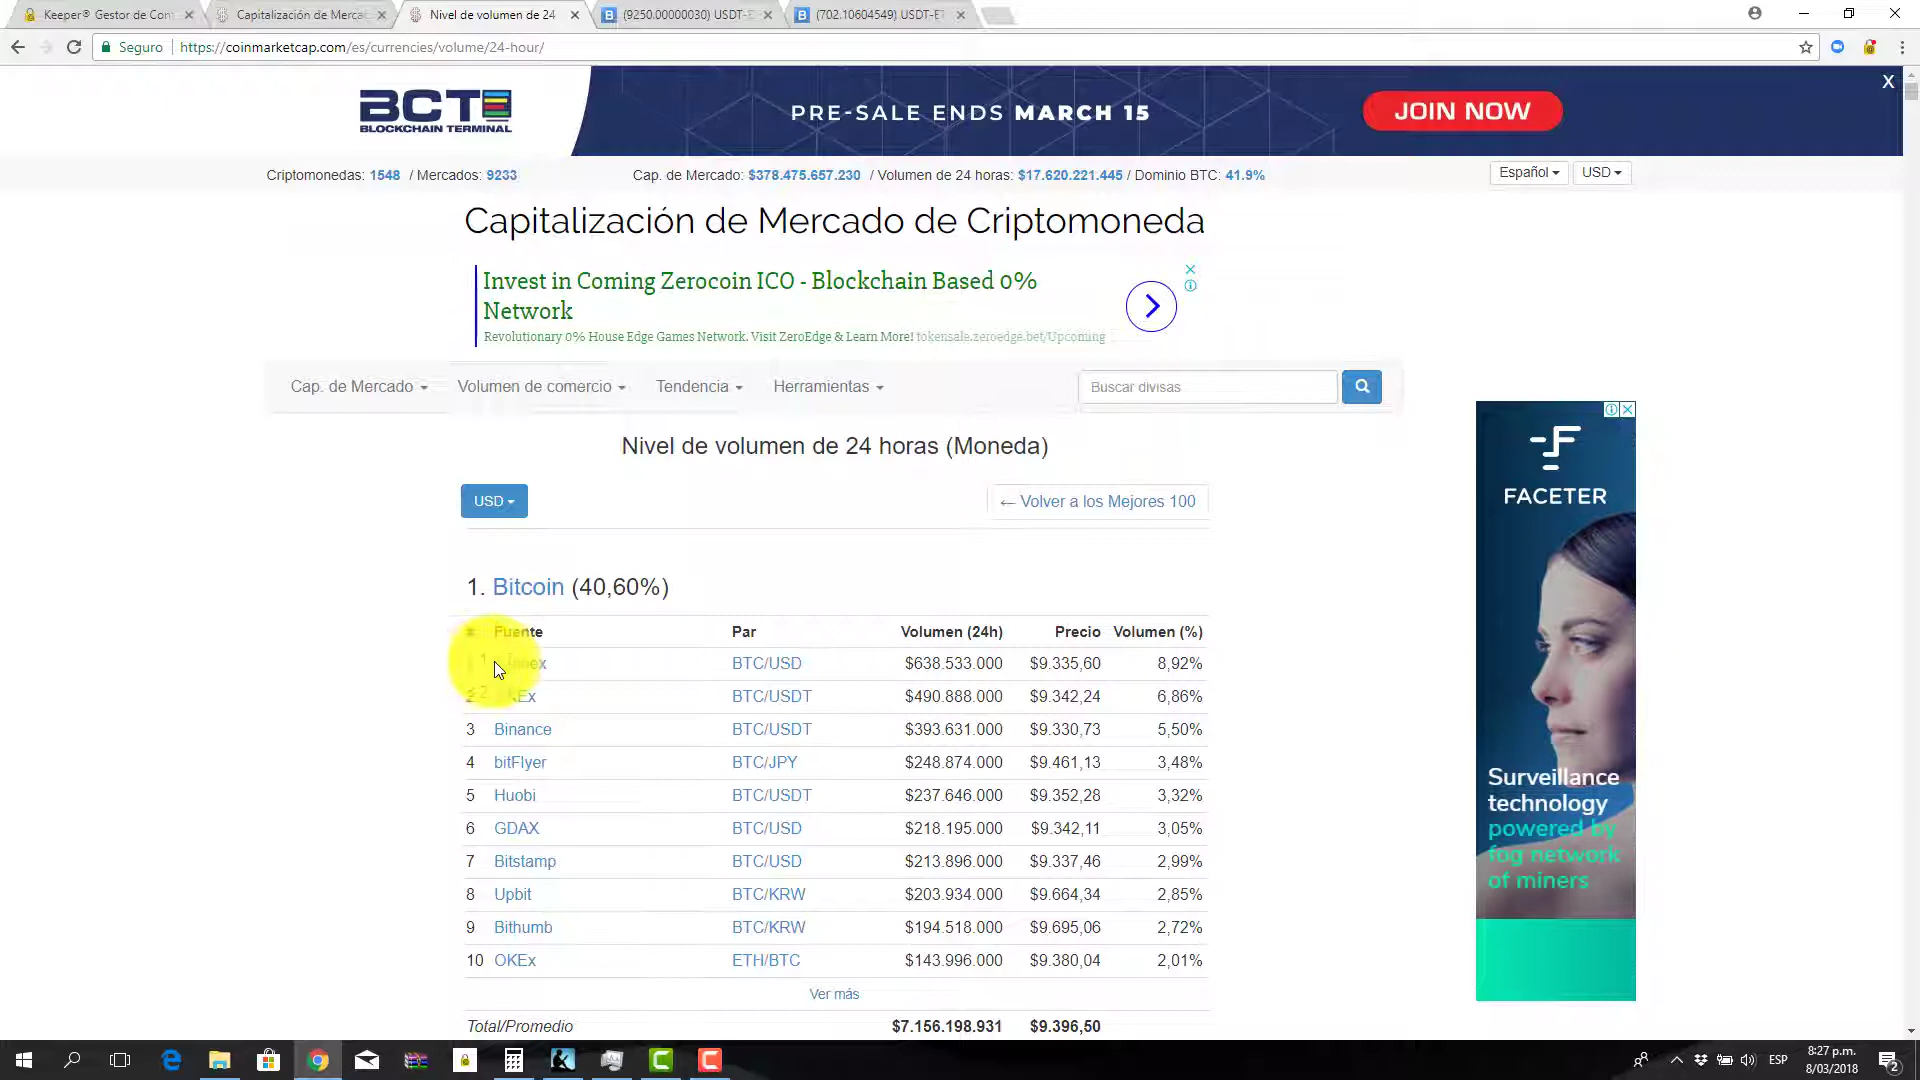 Keeper® Gestor de Con
Capitalización de Merca
Nivel de volumen de 24
(9250.00000030) USDT-E
(702.10604549) USDT-E
Seguro
https://coinmarketcap.com/es/currencies/volume/24-hour/
BCT
BLOCKCHAIN TERMINAL
PRE-SALE ENDS MARCH 15
JOIN NOW
X
Criptomonedas: 1548 / Mercados: 9233
Cap. de Mercado: $378.475.657.230 / Volumen de 24 horas: $17.620.221.445 / Dominio BTC: 41.9%
Español
USD
Capitalización de Mercado de Criptomoneda
Invest in Coming Zerocoin ICO - Blockchain Based 0%
Network
Revolutionary 0% House Edge Games Network. Visit ZeroEdge & Learn More! tokensale.zeroedge.bet/Upcoming
Cap. de Mercado
Volumen de comercio
Tendencia
Herramientas
Buscar divisas
Nivel de volumen de 24 horas (Moneda)
USD
← Volver a los Mejores 100
1. Bitcoin (40,60%)
# Fuente Par Volumen (24h) Precio Volumen (%)
1 BTC/USD $638.533.000 $9.335,60 8,92%
2 OKEx BTC/USDT $490.888.000 $9.342,24 6,86%
3 Binance BTC/USDT $393.631.000 $9.330,73 5,50%
4 bitFlyer BTC/JPY $248.874.000 $9.461,13 3,48%
5 Huobi BTC/USDT $237.646.000 $9.352,28 3,32%
6 GDAX BTC/USD $218.195.000 $9.342,11 3,05%
7 Bitstamp BTC/USD $213.896.000 $9.337,46 2,99%
8 Upbit BTC/KRW $203.934.000 $9.664,34 2,85%
9 Bithumb BTC/KRW $194.518.000 $9.695,06 2,72%
10 OKEx ETH/BTC $143.996.000 $9.380,04 2,01%
Ver más
Total/Promedio $7.156.198.931 $9.396,50
FACETER
Surveillance
technology
powered by
fog network
of miners
ESP
8:27 p.m.
8/03/2018
2